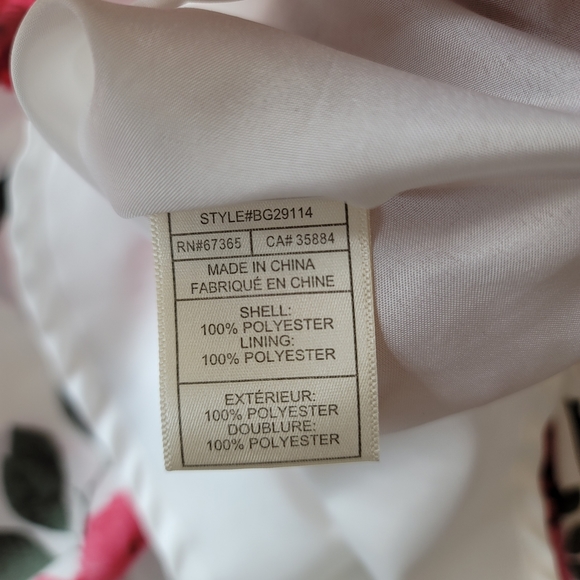 STYLE#BG29114
RN#67365 CA# 35884
MADE IN CHINA
FABRIQUÉ EN CHINE
SHELL:
100% POLYESTER
LINING:
100% POLYESTER
EXTÉRIEUR:
100% POLYESTER
DOUBLURE:
100% POLYESTER